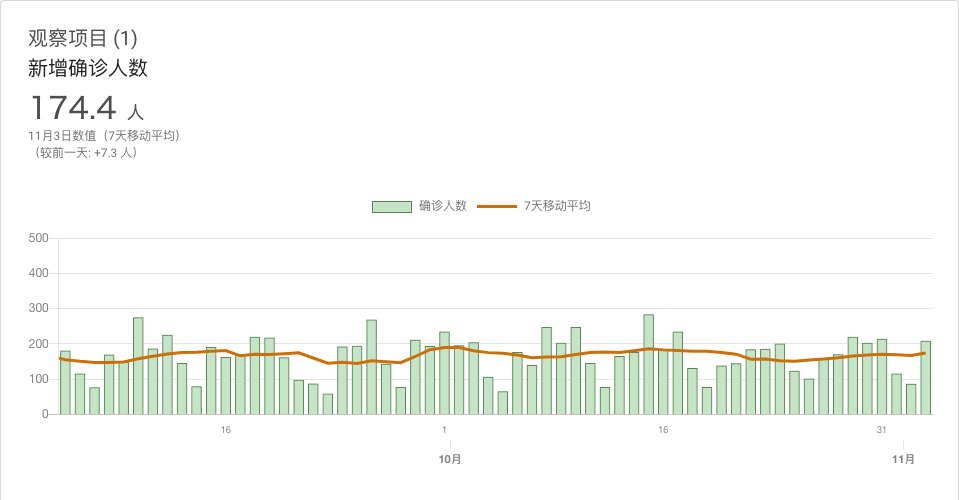 观察项目 (1)
新增确诊人数
174.4 人
11月3日数值（7天移动平均）
（较前一天: +7.3 人）
确诊人数 7天移动平均
500
400
300
200
100
0
16 1 16 31
10月 11月